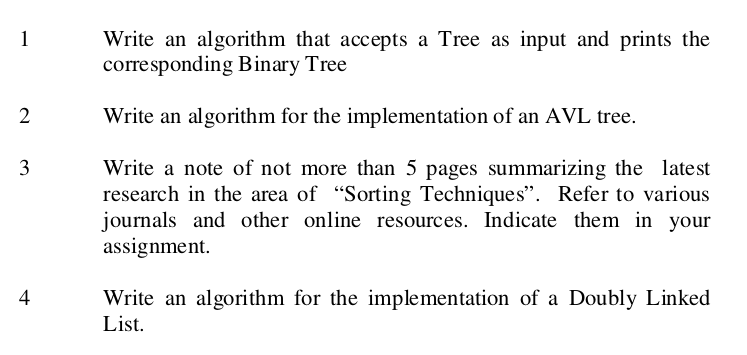 1 Write an algorithm that accepts a Tree as input and prints the
corresponding Binary Tree
2 Write an algorithm for the implementation of an AVL tree.
3 Write a note of not more than 5 pages summarizing the latest
research in the area of “Sorting Techniques”. Refer to various
journals and other online resources. Indicate them in your
assignment.
4 Write an algorithm for the implementation of a Doubly Linked
List.